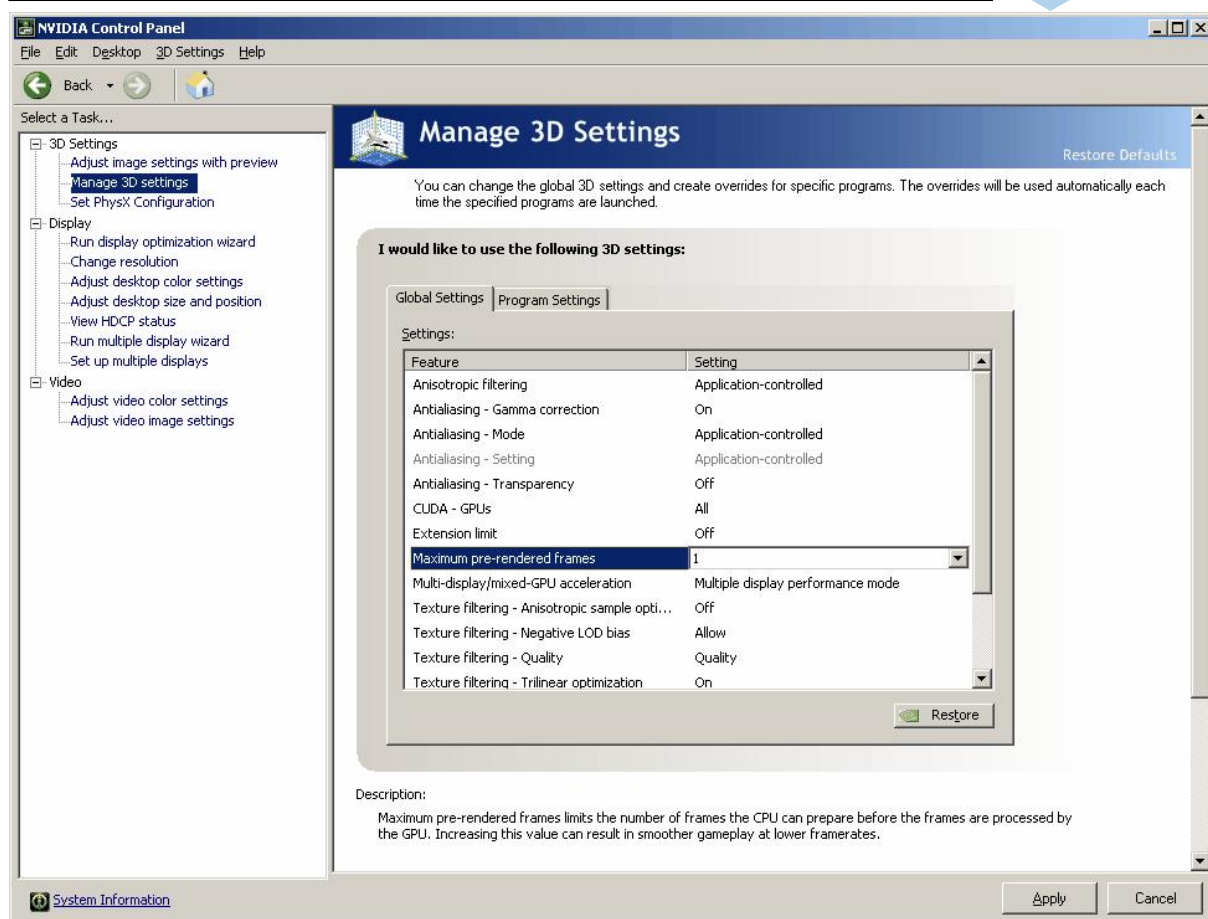 NVIDIA Control Panel
File Edit Desktop 3D Settings Help
Back
Select a Task...
3D Settings
Adjust image settings with preview
Manage 3D settings
Set PhysX Configuration
Display
Run display optimization wizard
Change resolution
Adjust desktop color settings
Adjust desktop size and position
View HDCP status
Run multiple display wizard
Set up multiple displays
Video
Adjust video color settings
Adjust video image settings
System Information
Manage 3D Settings
Restore Defaults
You can change the global 3D settings and create overrides for specific programs. The overrides will be used automatically each
time the specified programs are launched.
I would like to use the following 3D settings:
Global Settings Program Settings
Settings:
Feature Setting
Anisotropic filtering Application-controlled
Antialiasing - Gamma correction On
Antialiasing - Mode Application-controlled
Antialiasing - Setting Application-controlled
Antialiasing - Transparency Off
CUDA - GPUs All
Extension limit Off
Maximum pre-rendered frames 1
Multi-display/mixed-GPU acceleration Multiple display performance mode
Texture filtering - Anisotropic sample opti... Off
Texture filtering - Negative LOD bias Allow
Texture filtering - Quality Quality
Texture filtering - Trilinear optimization On
Restore
Description:
Maximum pre-rendered frames limits the number of frames the CPU can prepare before the frames are processed by
the GPU. Increasing this value can result in smoother gameplay at lower framerates.
Apply Cancel